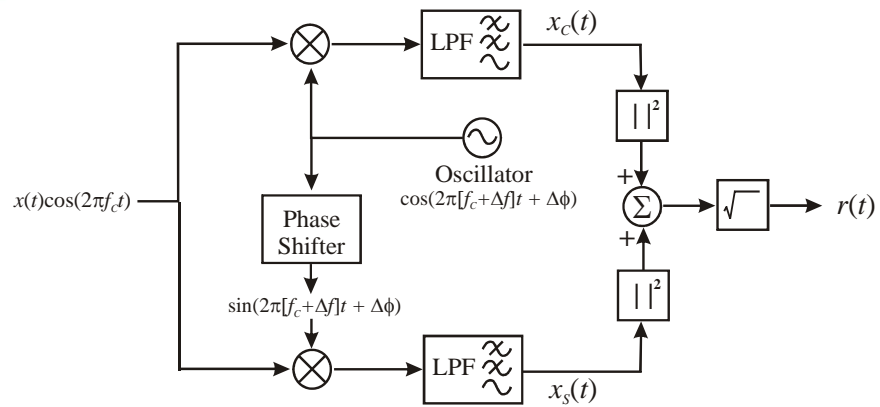 LPF
x_C(t)
| |²
Oscillator
cos(2π[f_c+Δf]t + Δϕ)
x(t)cos(2πf_ct)
Phase
Shifter
+
Σ
+
√
r(t)
| |²
sin(2π[f_c+Δf]t + Δϕ)
LPF
x_S(t)